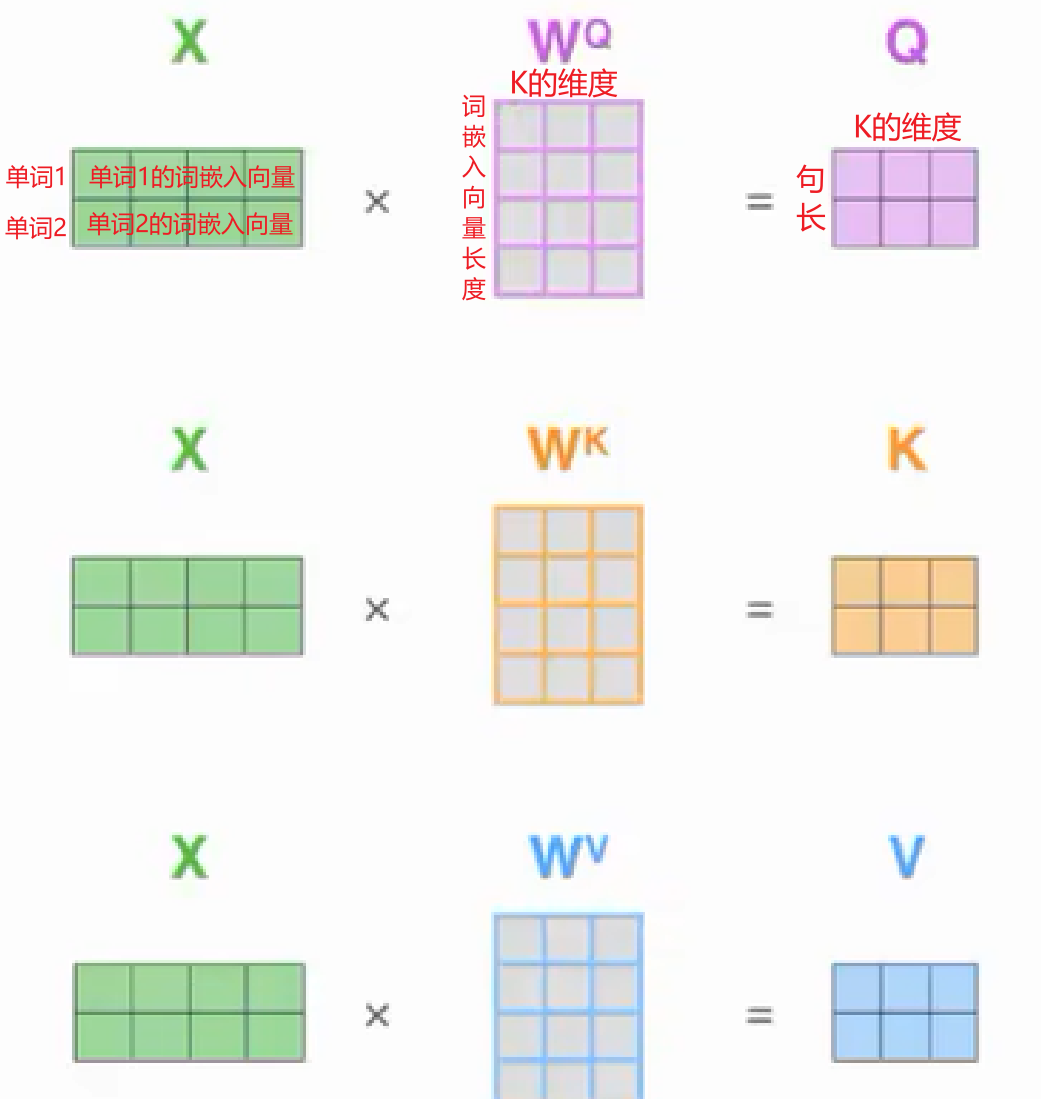 X
W^Q
Q
K的维度
词嵌入向量长度
K的维度
单词1
单词1的词嵌入向量
×
=
句长
单词2
单词2的词嵌入向量
X
W^K
K
×
=
X
W^V
V
×
=